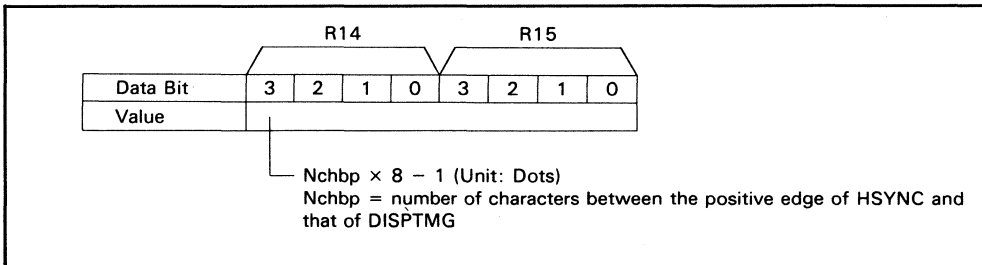 R14 R15
Data Bit 3 2 1 0 3 2 1 0
Value
Nchbp × 8 − 1 (Unit: Dots)
Nchbp = number of characters between the positive edge of HSYNC and
that of DISPTMG